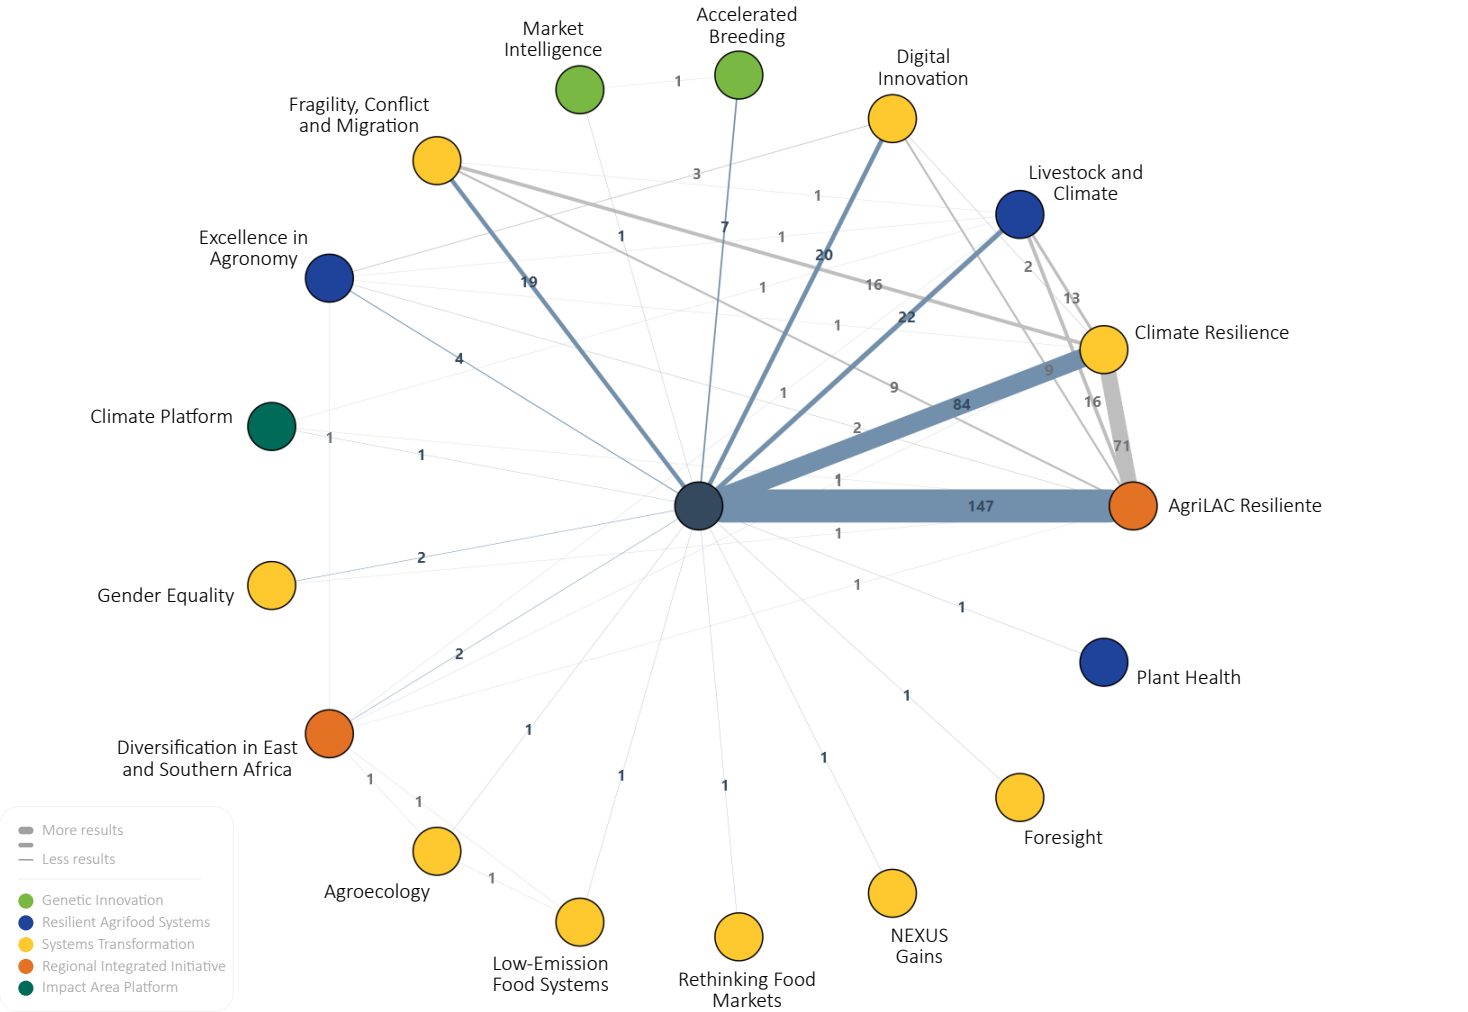 Accelerated
Breeding
Market
Intelligence
Digital
Innovation
Fragility, Conflict
and Migration
Livestock and
Climate
Excellence in
Agronomy
Climate Resilience
Climate Platform
AgriLAC Resiliente
Gender Equality
Plant Health
Diversification in East
and Southern Africa
Foresight
Agroecology
NEXUS
Gains
Low-Emission
Food Systems
Rethinking Food
Markets
1
3
1
7
1
1
20
2
19
1
16
13
22
1
4
9
1
9
84
16
2
1
1
71
1
147
1
2
1
1
2
1
1
1
1
1
1
1
1
More results
Less results
Genetic Innovation
Resilient Agrifood Systems
Systems Transformation
Regional Integrated Initiative
Impact Area Platform